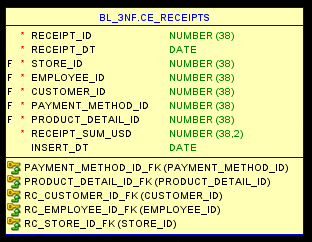 BL_3NF.CE_RECEIPTS
* RECEIPT_ID NUMBER (38)
* RECEIPT_DT DATE
F * STORE_ID NUMBER (38)
F * EMPLOYEE_ID NUMBER (38)
F * CUSTOMER_ID NUMBER (38)
F * PAYMENT_METHOD_ID NUMBER (38)
F * PRODUCT_DETAIL_ID NUMBER (38)
* RECEIPT_SUM_USD NUMBER (38,2)
INSERT_DT DATE
PAYMENT_METHOD_ID_FK (PAYMENT_METHOD_ID)
PRODUCT_DETAIL_ID_FK (PRODUCT_DETAIL_ID)
RC_CUSTOMER_ID_FK (CUSTOMER_ID)
RC_EMPLOYEE_ID_FK (EMPLOYEE_ID)
RC_STORE_ID_FK (STORE_ID)